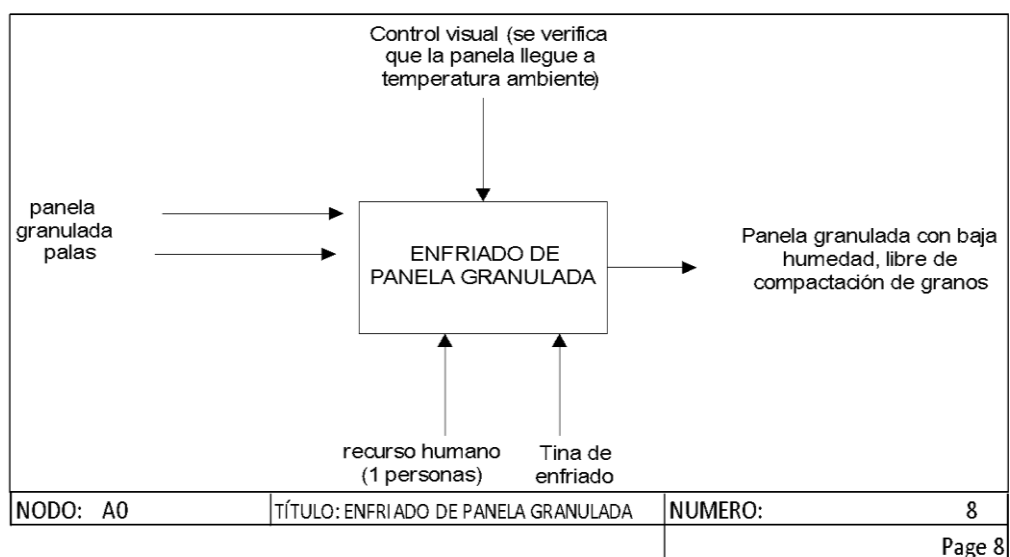 Control visual (se verifica
que la panela llegue a
temperatura ambiente)
panela
granulada
palas
ENFRIADO DE
PANELA GRANULADA
Panela granulada con baja
humedad, libre de
compactación de granos
recurso humano
(1 personas)
Tina de
enfriado
NODO: A0
TÍTULO: ENFRIADO DE PANELA GRANULADA
NUMERO: 8
Page 8